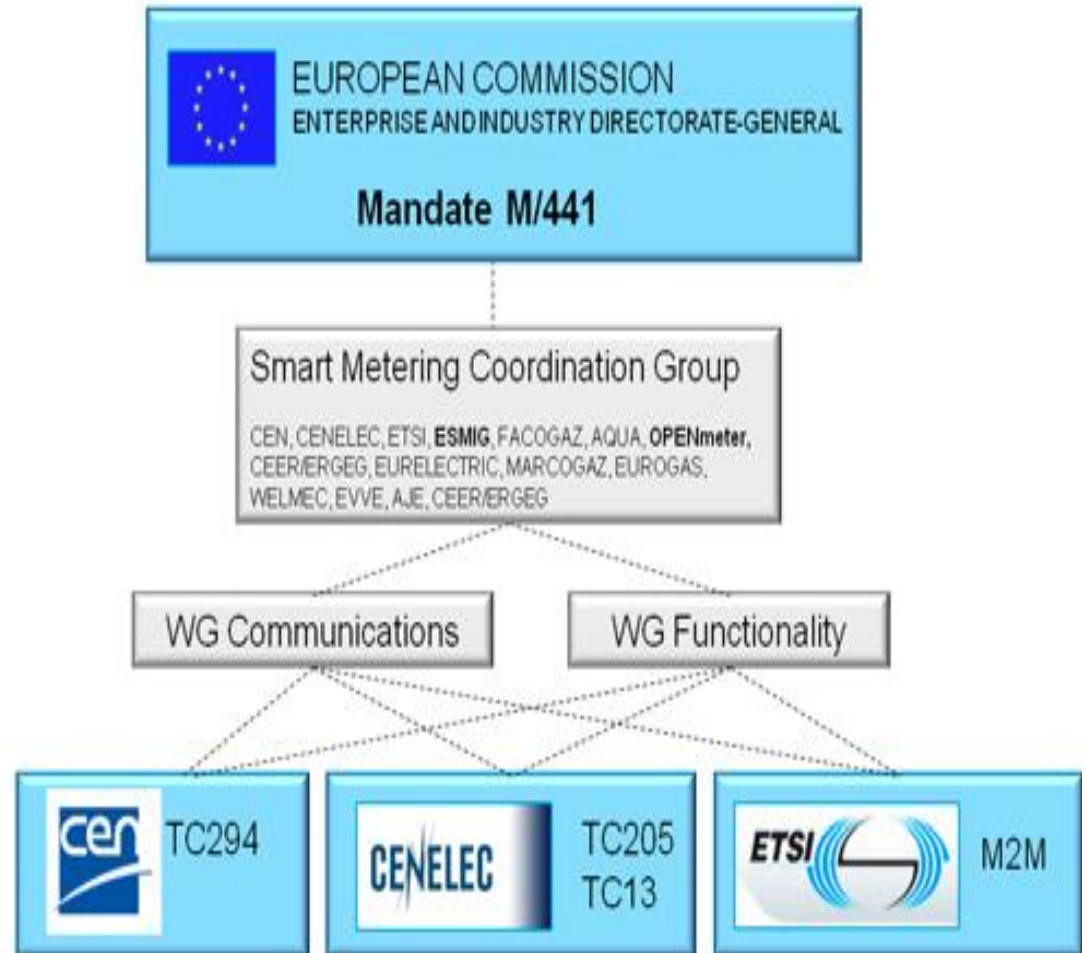 EUROPEAN COMMISSION
ENTERPRISE AND INDUSTRY DIRECTORATE-GENERAL
Mandate M/441
Smart Metering Coordination Group
CEN, CENELEC, ETSI, ESMIG, FACOGAZ, AQUA, OPENmeter,
CEER/ERGEG, EURELECTRIC, MARCOGAZ, EUROGAS,
WELMEC, EVVE, AJE, CEER/ERGEG
WG Communications
WG Functionality
cen
TC294
CENELEC
TC205
TC13
ETSI
M2M